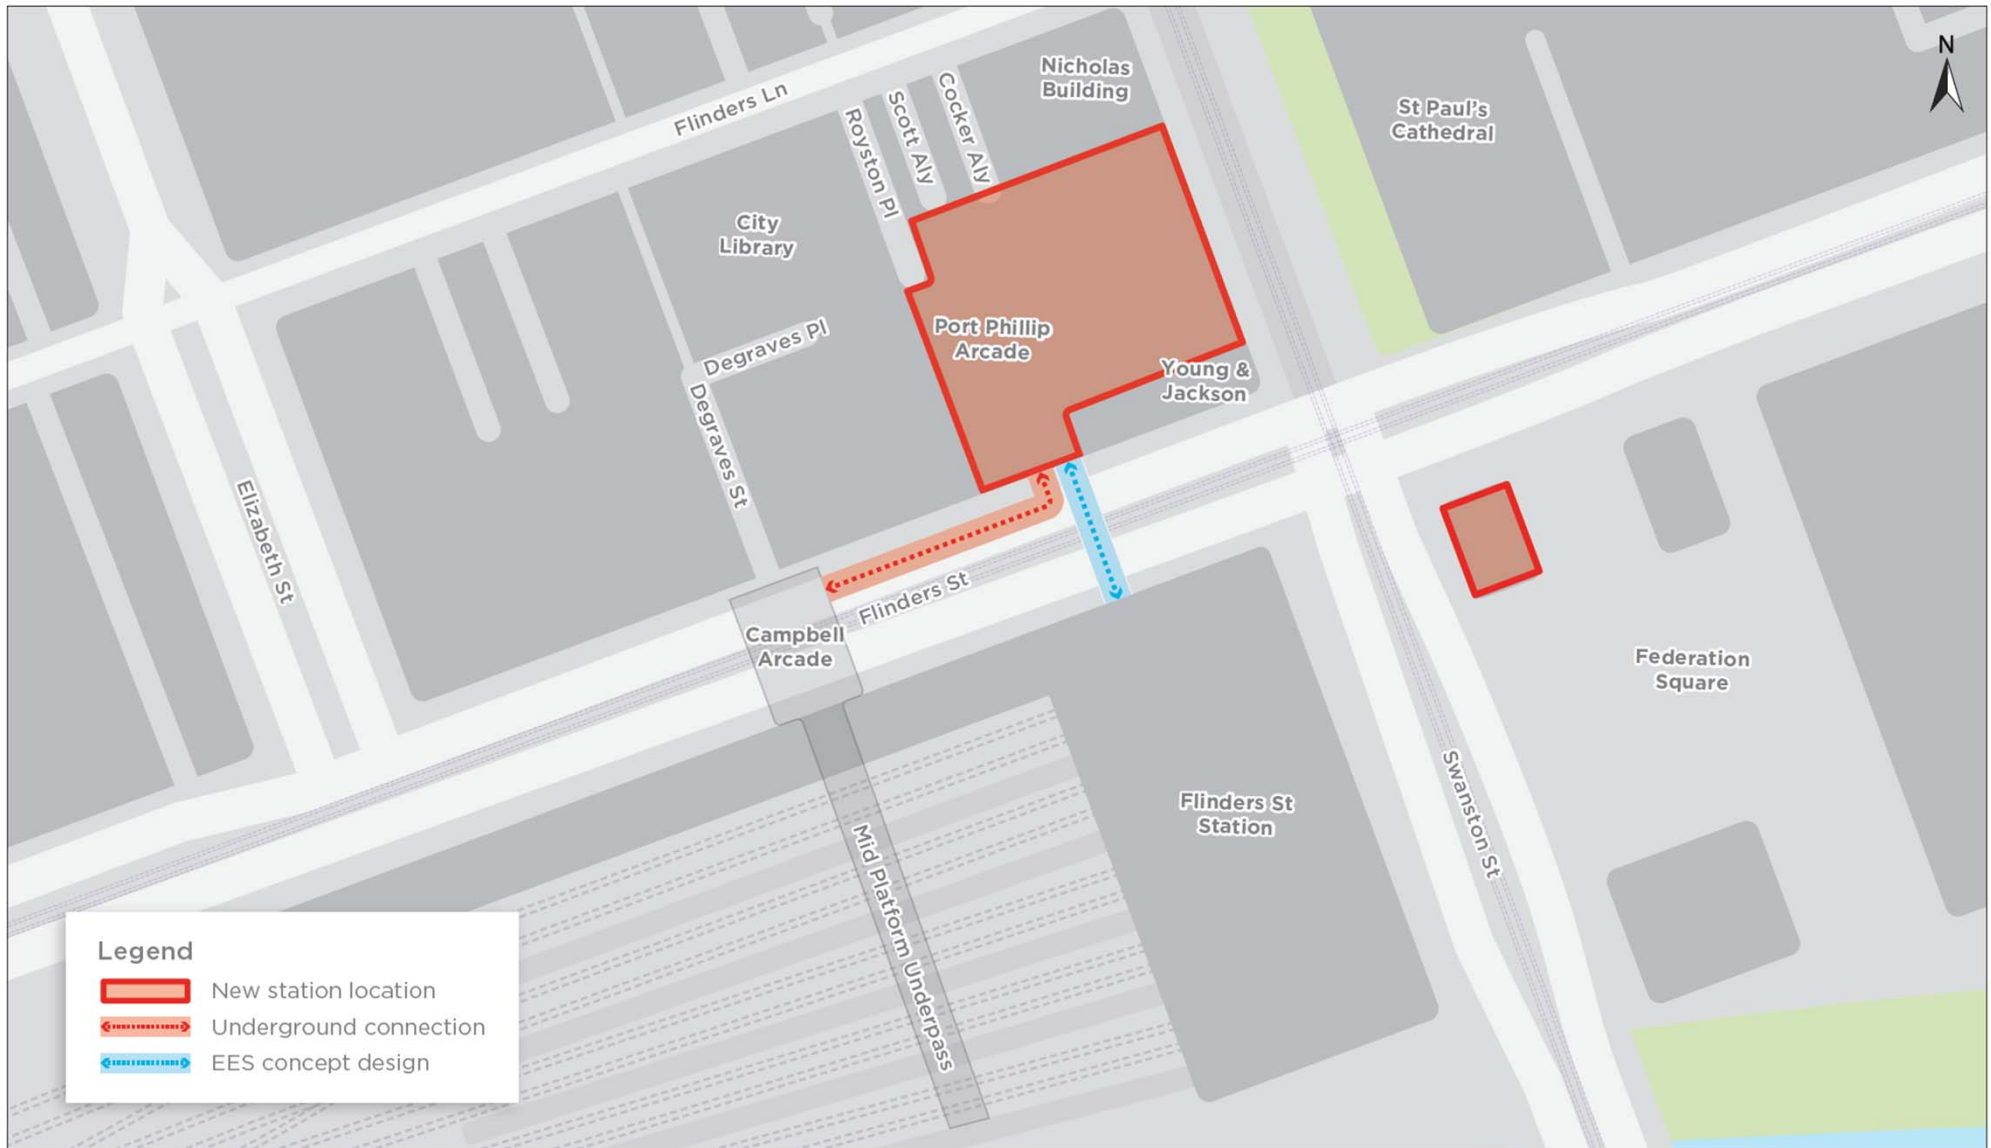 N
Nicholas
Building
St Paul's
Cathedral
Flinders Ln
Royston Pl
Scott Aly
Cocker Aly
City
Library
Port Phillip
Arcade
Degraves Pl
Young &
Jackson
Degraves St
Elizabeth St
Flinders St
Campbell
Arcade
Federation
Square
Flinders St
Station
Swanston St
Mid Platform Underpass
Legend
New station location
Underground connection
EES concept design